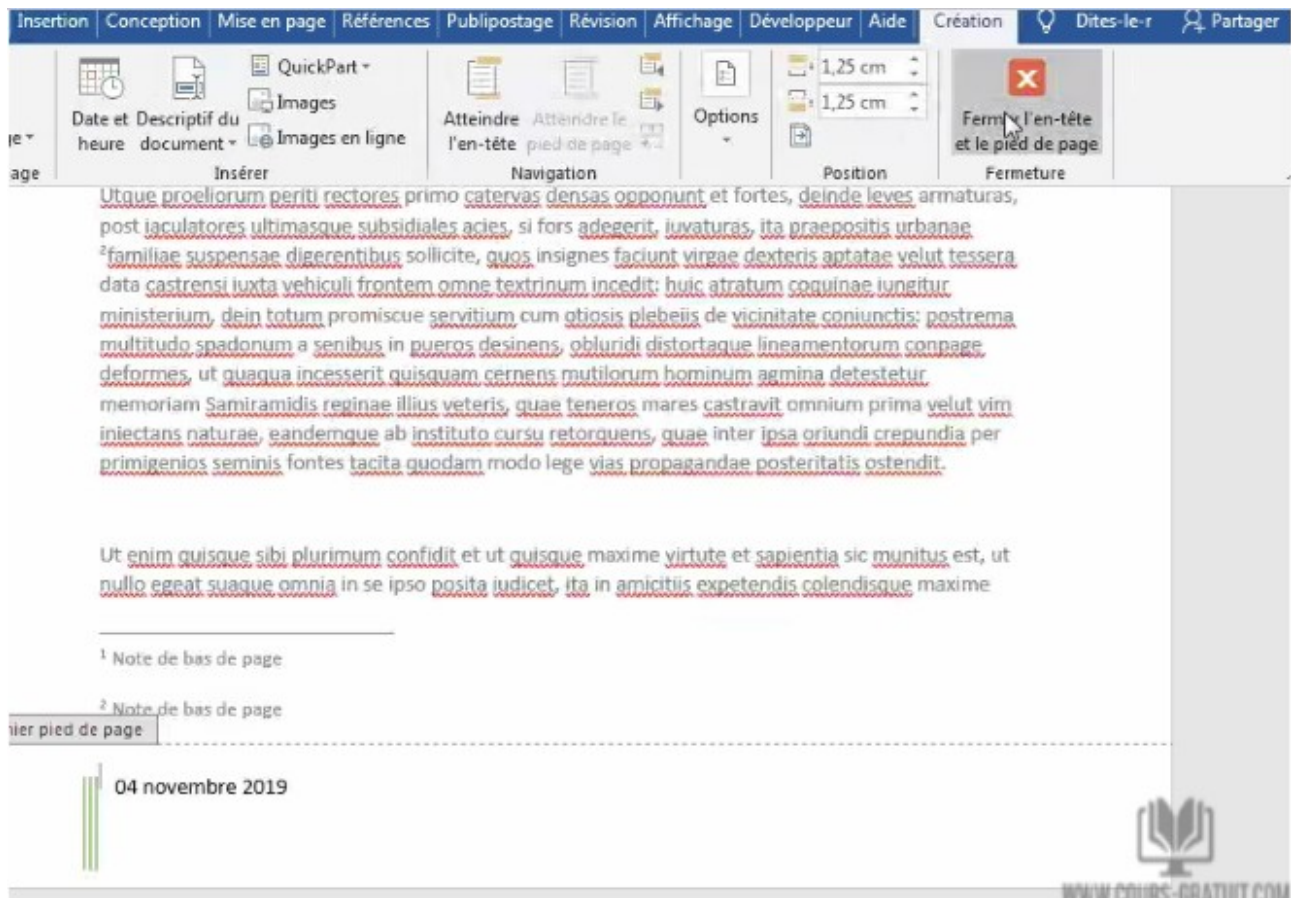 Insertion Conception Mise en page Références Publipostage Révision Affichage Développeur Aide Création Dites-le-r Partager
QuickPart
Images
Images en ligne
Date et heure
Descriptif du document
Atteindre l'en-tête
Atteindre le pied de page
Options
1,25 cm
1,25 cm
Fermer l'en-tête
et le pied de page
age Insérer Navigation Position Fermeture
Utque proeliorum periti rectores primo catervas densas opponunt et fortes, deinde leves armaturas,
post iaculatores ultimasque subsidiales acies, si fors adegerit, iuvaturas, ita praepositis urbanae
²familiae suspensae digerentibus sollicite, quos insignes faciunt virgae dexteris aptatae velut tessera
data castrensi iuxta vehiculi frontem omne textrinum incedit: huic atratum coquinae iungitur
ministerium, dein totum promiscue servitium cum otiosis plebeiis de vicinitate coniunctis: postrema
multitudo spadonum a senibus in pueros desinens, obluridi distortaque lineamentorum conpage
deformes, ut quaqua incesserit quisquam cernens mutilorum hominum agmina detestetur
memoriam Samiramidis reginae illius veteris, quae teneros mares castravit omnium prima velut vim
iniectans naturae, eandemque ab instituto cursu retorquens, quae inter ipsa oriundi crepundia per
primigenios seminis fontes tacita quodam modo lege vias propagandae posteritatis ostendit.
Ut enim quisque sibi plurimum confidit et ut quisque maxime virtute et sapientia sic munitus est, ut
nullo egeat suaque omnia in se ipso posita iudicet, ita in amicitiis expetendis colendisque maxime
¹ Note de bas de page
² Note de bas de page
nier pied de page
04 novembre 2019
WWW.COURS-GRATUIT.COM